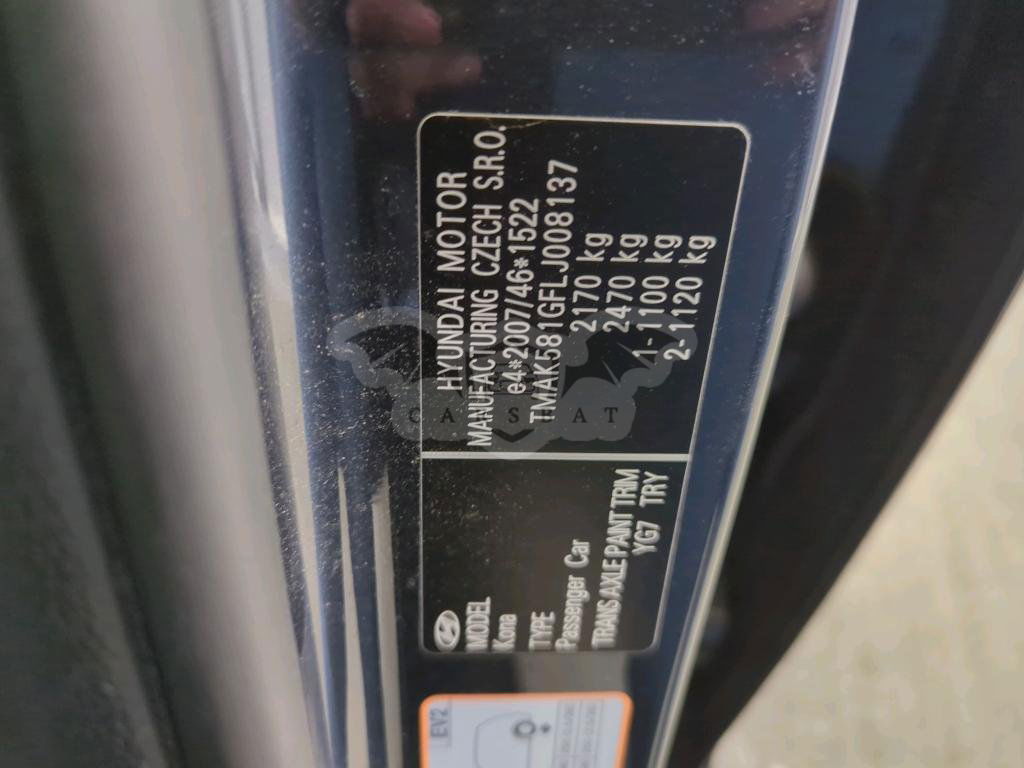 HYUNDAI MOTOR
MANUFACTURING CZECH S.R.O.
e4*2007/46*1522
TMAK581GFLJ008137
2170 kg
2470 kg
1- 1100 kg
2- 1120 kg
MODEL
Kona
TYPE
Passenger Car
TRANS AXLE PAINT TRIM
YG7 TRY
EV2